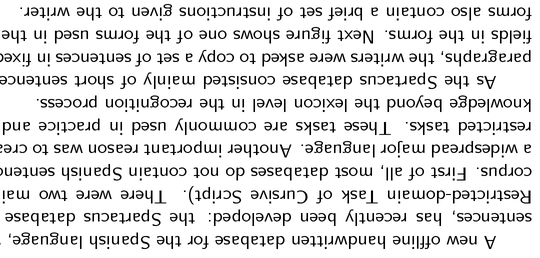 A new offline handwritten database for the Spanish language,
sentences, has recently been developed: the Spartacus database
Restricted-domain Task of Cursive Script). There were two mai
corpus. First of all, most databases do not contain Spanish senten
a widespread major language. Another important reason was to crea
restricted tasks. These tasks are commonly used in practice and
knowledge beyond the lexicon level in the recognition process.
As the Spartacus database consisted mainly of short sentence
paragraphs, the writers were asked to copy a set of sentences in fixed
fields in the forms. Next figure shows one of the forms used in the
forms also contain a brief set of instructions given to the writer.